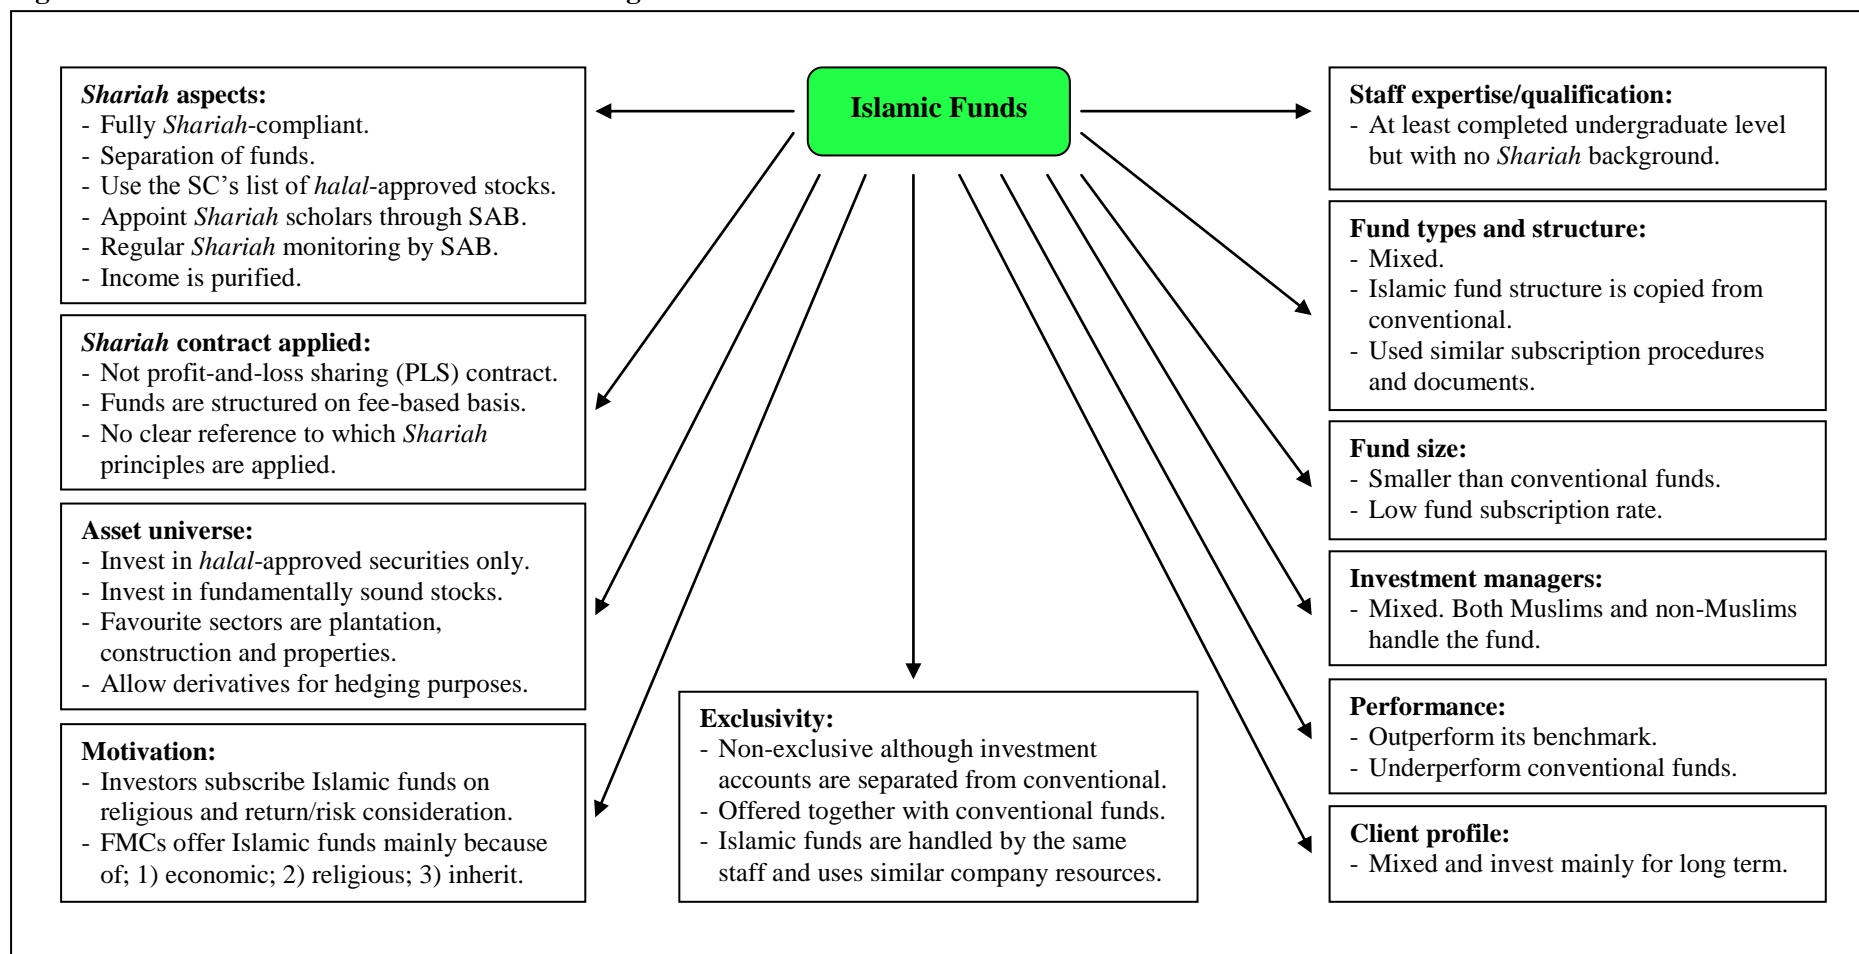 Islamic Funds
Shariah aspects:
- Fully Shariah-compliant.
- Separation of funds.
- Use the SC's list of halal-approved stocks.
- Appoint Shariah scholars through SAB.
- Regular Shariah monitoring by SAB.
- Income is purified.
Shariah contract applied:
- Not profit-and-loss sharing (PLS) contract.
- Funds are structured on fee-based basis.
- No clear reference to which Shariah
principles are applied.
Asset universe:
- Invest in halal-approved securities only.
- Invest in fundamentally sound stocks.
- Favourite sectors are plantation,
construction and properties.
- Allow derivatives for hedging purposes.
Motivation:
- Investors subscribe Islamic funds on
religious and return/risk consideration.
- FMCs offer Islamic funds mainly because
of; 1) economic; 2) religious; 3) inherit.
Exclusivity:
- Non-exclusive although investment
accounts are separated from conventional.
- Offered together with conventional funds.
- Islamic funds are handled by the same
staff and uses similar company resources.
Staff expertise/qualification:
- At least completed undergraduate level
but with no Shariah background.
Fund types and structure:
- Mixed.
- Islamic fund structure is copied from
conventional.
- Used similar subscription procedures
and documents.
Fund size:
- Smaller than conventional funds.
- Low fund subscription rate.
Investment managers:
- Mixed. Both Muslims and non-Muslims
handle the fund.
Performance:
- Outperform its benchmark.
- Underperform conventional funds.
Client profile:
- Mixed and invest mainly for long term.